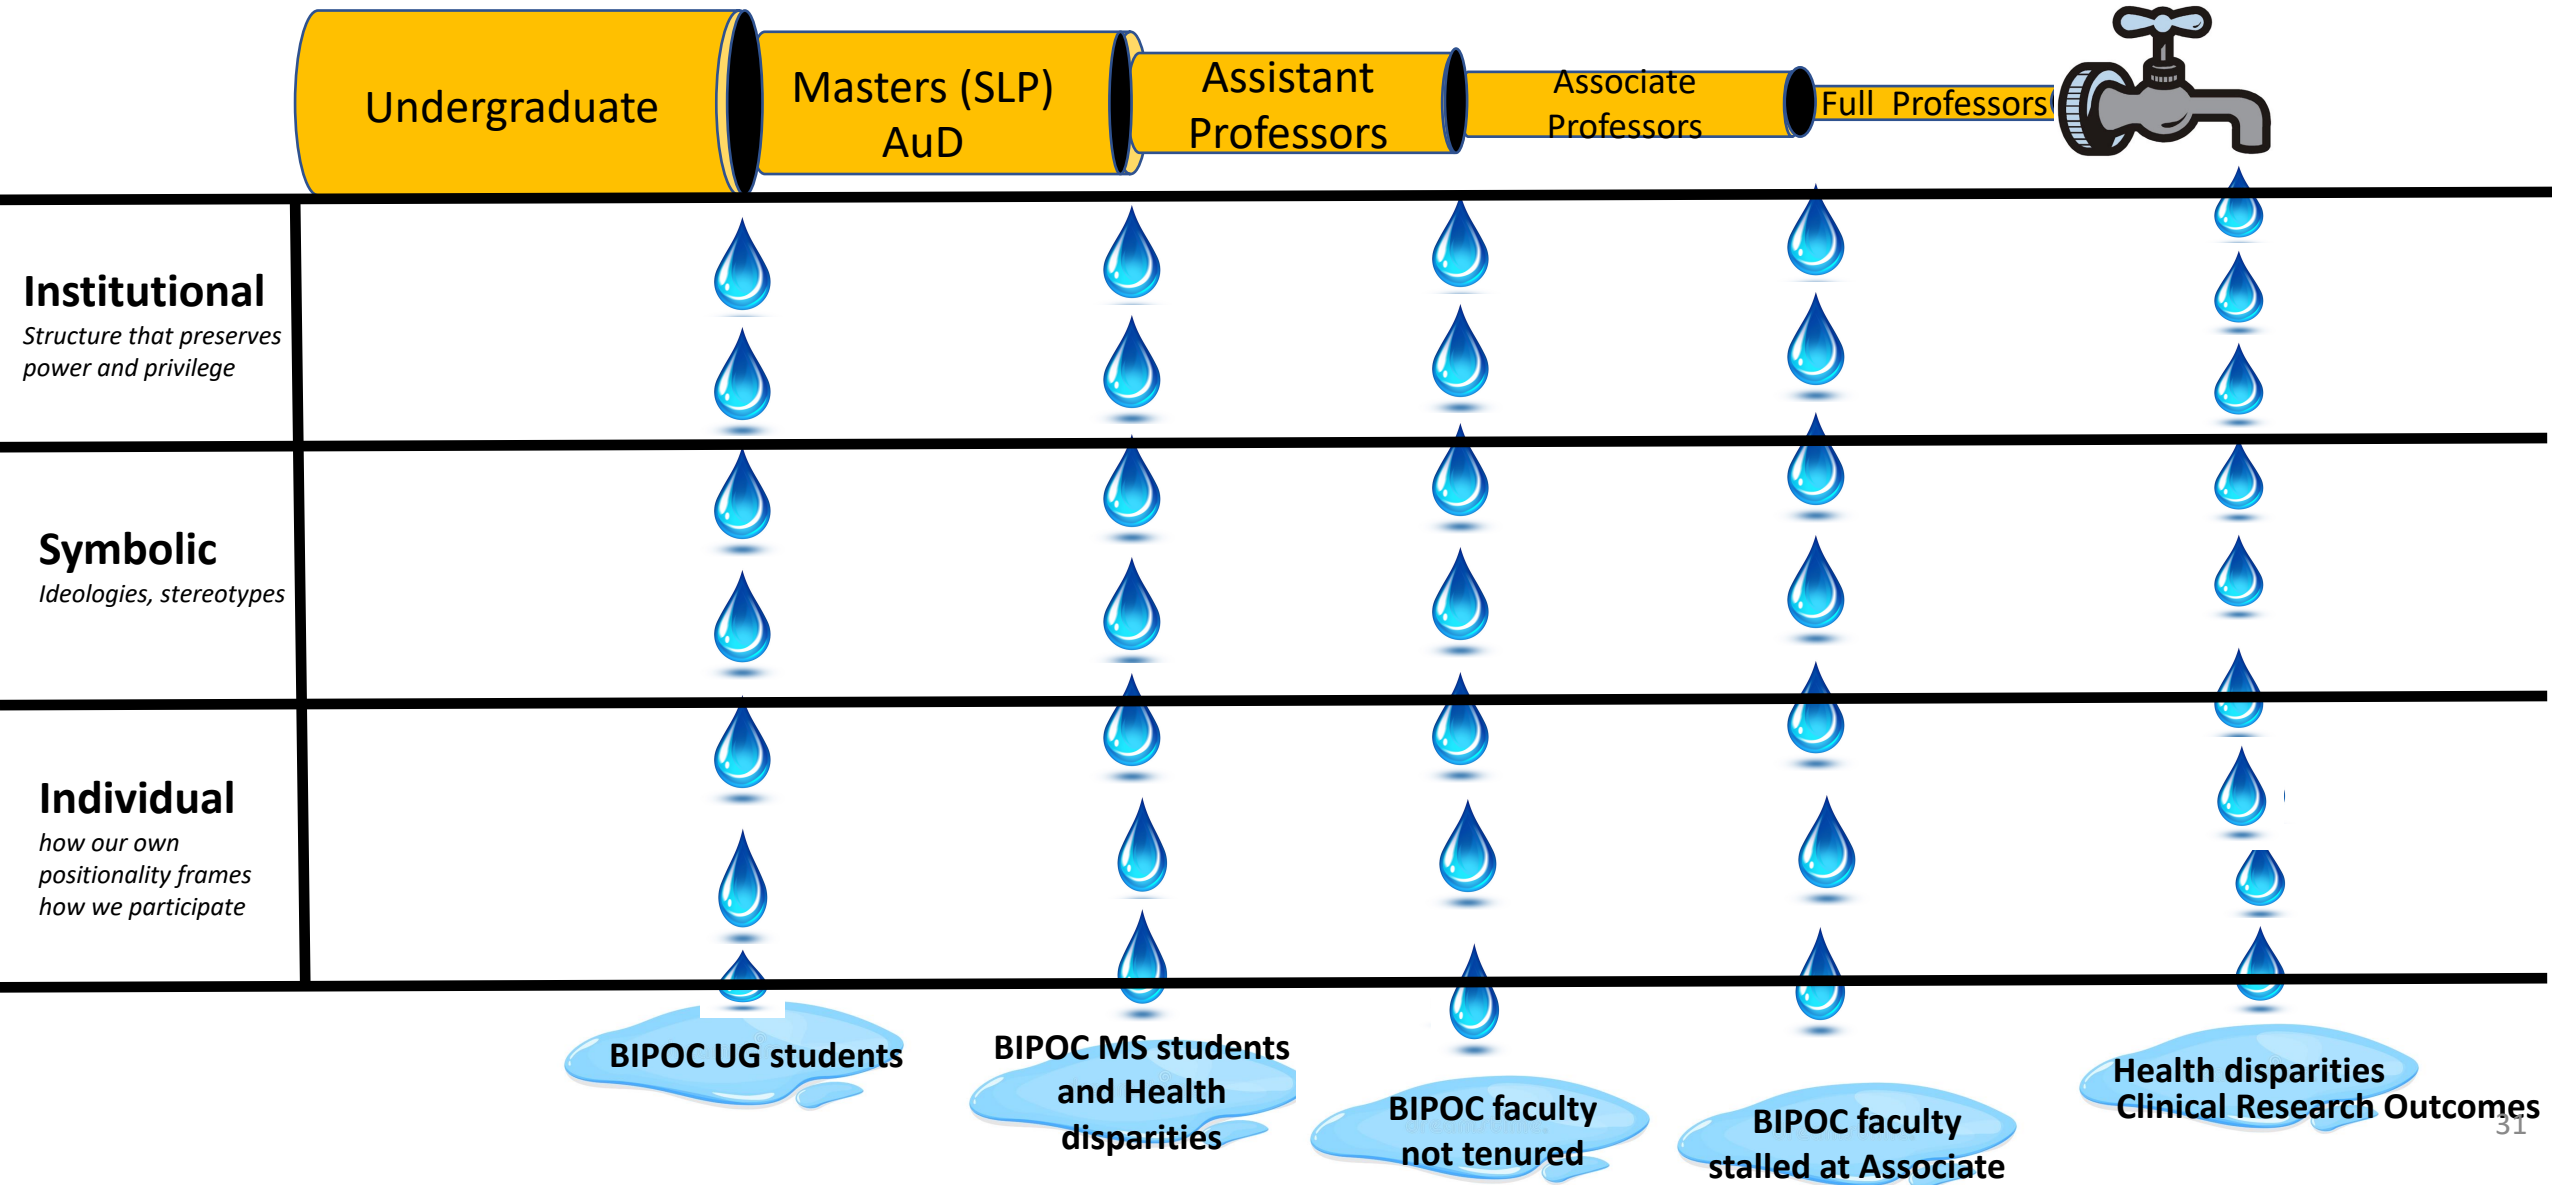 Undergraduate
Masters (SLP)
AuD
Assistant
Professors
Associate
Professors
Full Professors
Institutional
Structure that preserves
power and privilege
Symbolic
Ideologies, stereotypes
Individual
how our own
positionality frames
how we participate
BIPOC UG students
BIPOC MS students
and Health
disparities
BIPOC faculty
not tenured
BIPOC faculty
stalled at Associate
Health disparities
Clinical Research Outcomes
31